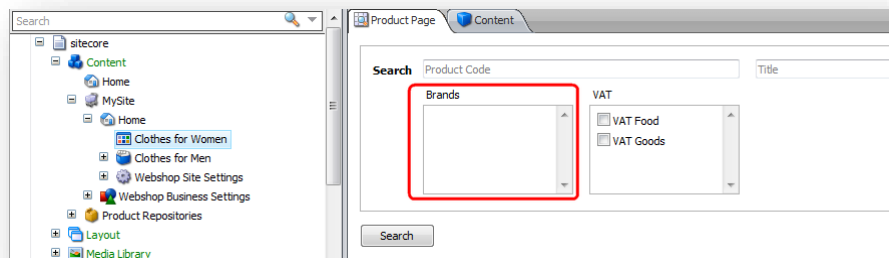 Search
sitecore
Content
Home
MySite
Home
Clothes for Women
Clothes for Men
Webshop Site Settings
Webshop Business Settings
Product Repositories
Layout
Media Library
Product Page
Content
Search
Product Code
Title
Brands
VAT
VAT Food
VAT Goods
Search